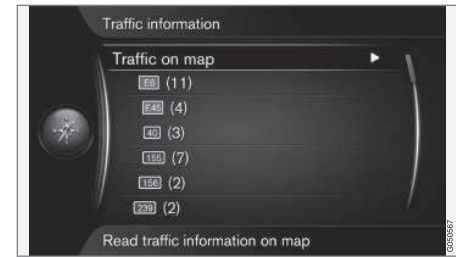 Traffic information
Traffic on map
E6 (11)
E45 (4)
40 (3)
155 (7)
156 (2)
239 (2)
Read traffic information on map
G050567